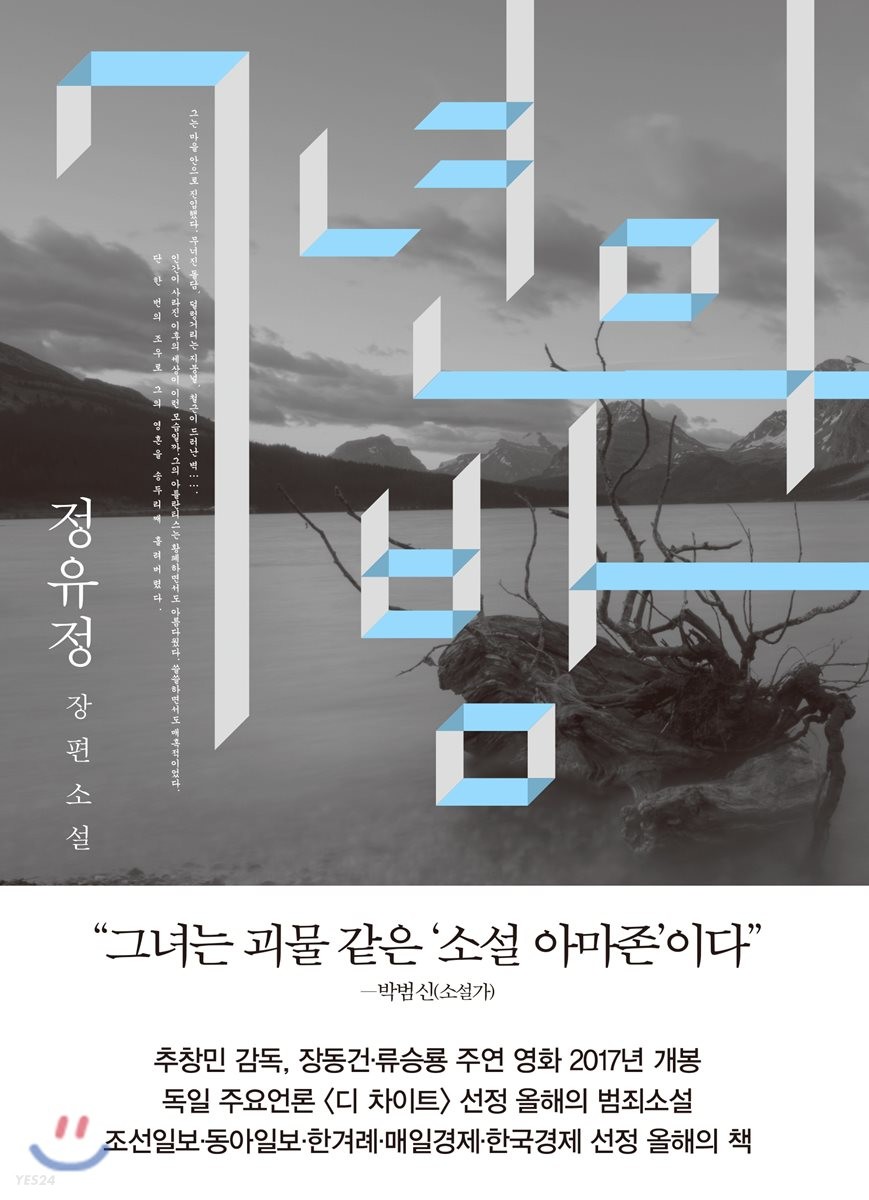 7년의
밤
그는 마을 안으로 진입했다. 무너진 돌담, 덜렁거리는 지붕널, 철근이 드러난 벽…….
인간이 사라진 이후의 세상이 이런 모습일까. 그의 아틀란티스는 황폐하면서도 아름다웠다. 쓸쓸하면서도 매혹적이었다.
단 한 번의 조우로 그의 영혼을 송두리째 홀려버렸다.
정유정
장편소설
“그녀는 괴물 같은 ‘소설 아마존’이다”
—박범신(소설가)
추창민 감독, 장동건·류승룡 주연 영화 2017년 개봉
독일 주요언론 〈디 차이트〉 선정 올해의 범죄소설
조선일보·동아일보·한겨레·매일경제·한국경제 선정 올해의 책
YES24